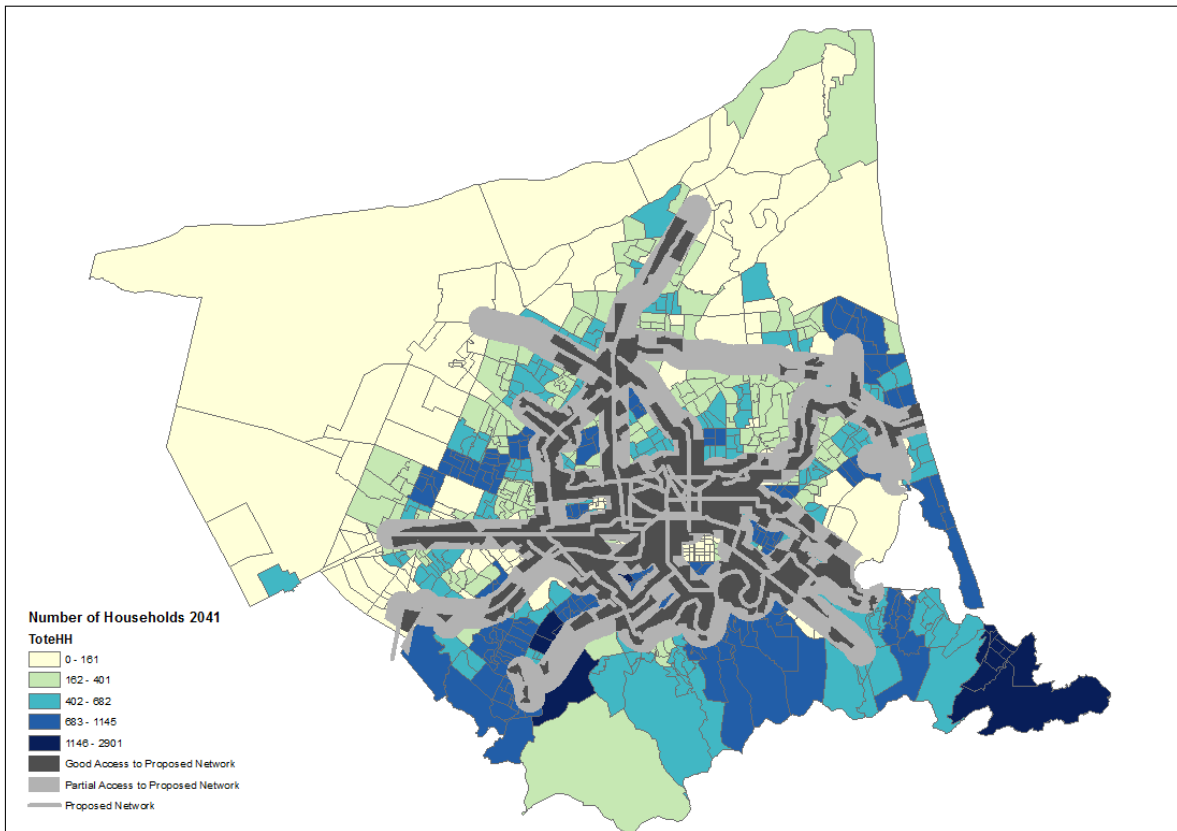 Number of Households 2041
ToteHH
0 - 161
162 - 401
402 - 682
683 - 1145
1146 - 2901
Good Access to Proposed Network
Partial Access to Proposed Network
Proposed Network